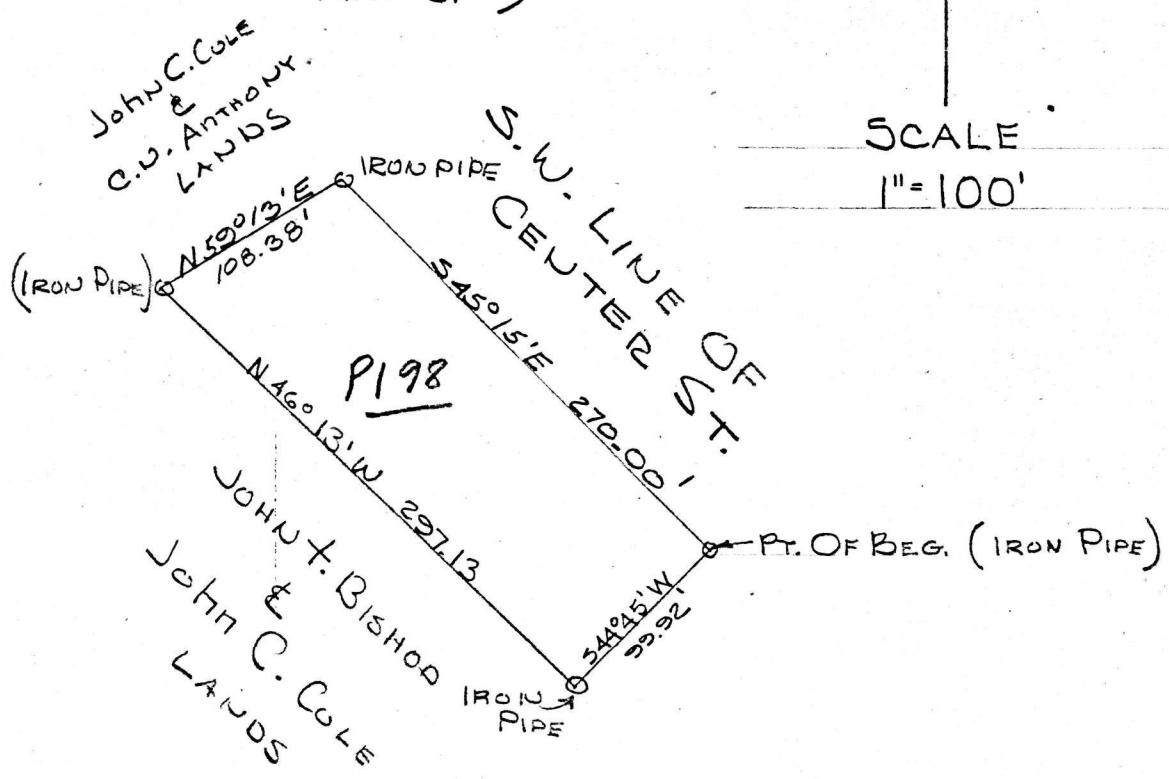 John C. Cole
&
C.V. ANTHONY.
LANDS
S.W. LINE OF
CENTER ST.
SCALE
1"=100'
IRON PIPE
N59°13'E
108.38'
(IRON PIPE)
S45°15'E 270.00'
P198
N46°13'W 297.13
PT. OF BEG. (IRON PIPE)
S44°45'W
99.92'
JOHN BISHOP
&
John C. COLE
LANDS
IRON
PIPE